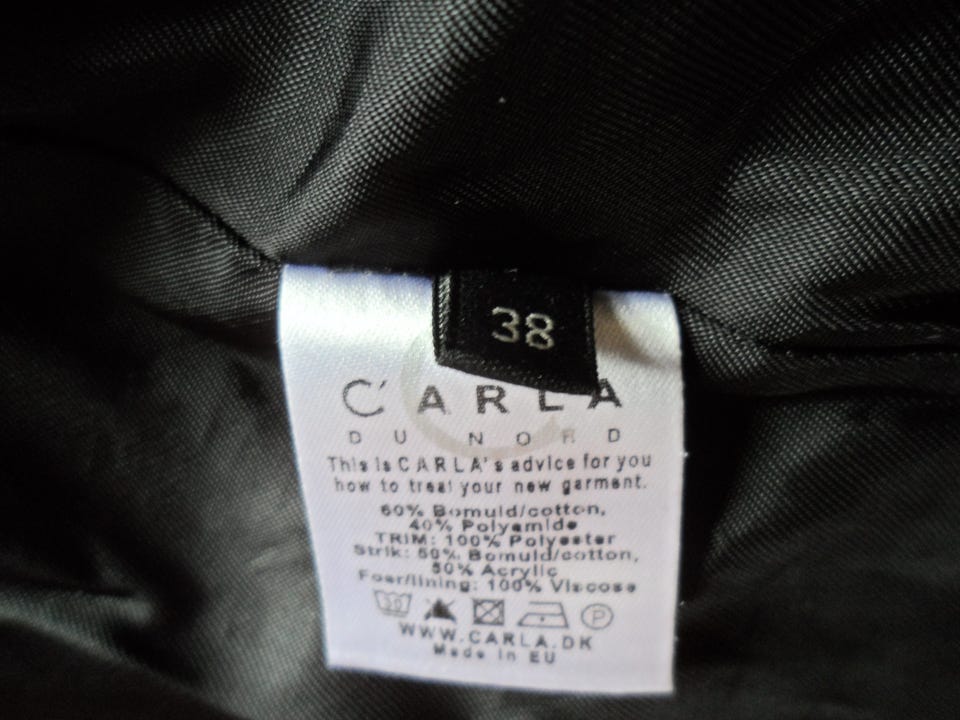 38
C'ARLA
DU NORD
This is CARLA's advice for you
how to treat your new garment.
60% Bomuld/cotton,
40% Polyamide
TRIM: 100% Polyester
Strik: 50% Bomuld/cotton,
50% Acrylic
Foer/lining: 100% Viscose
30 P
WWW.CARLA.DK
Made in EU